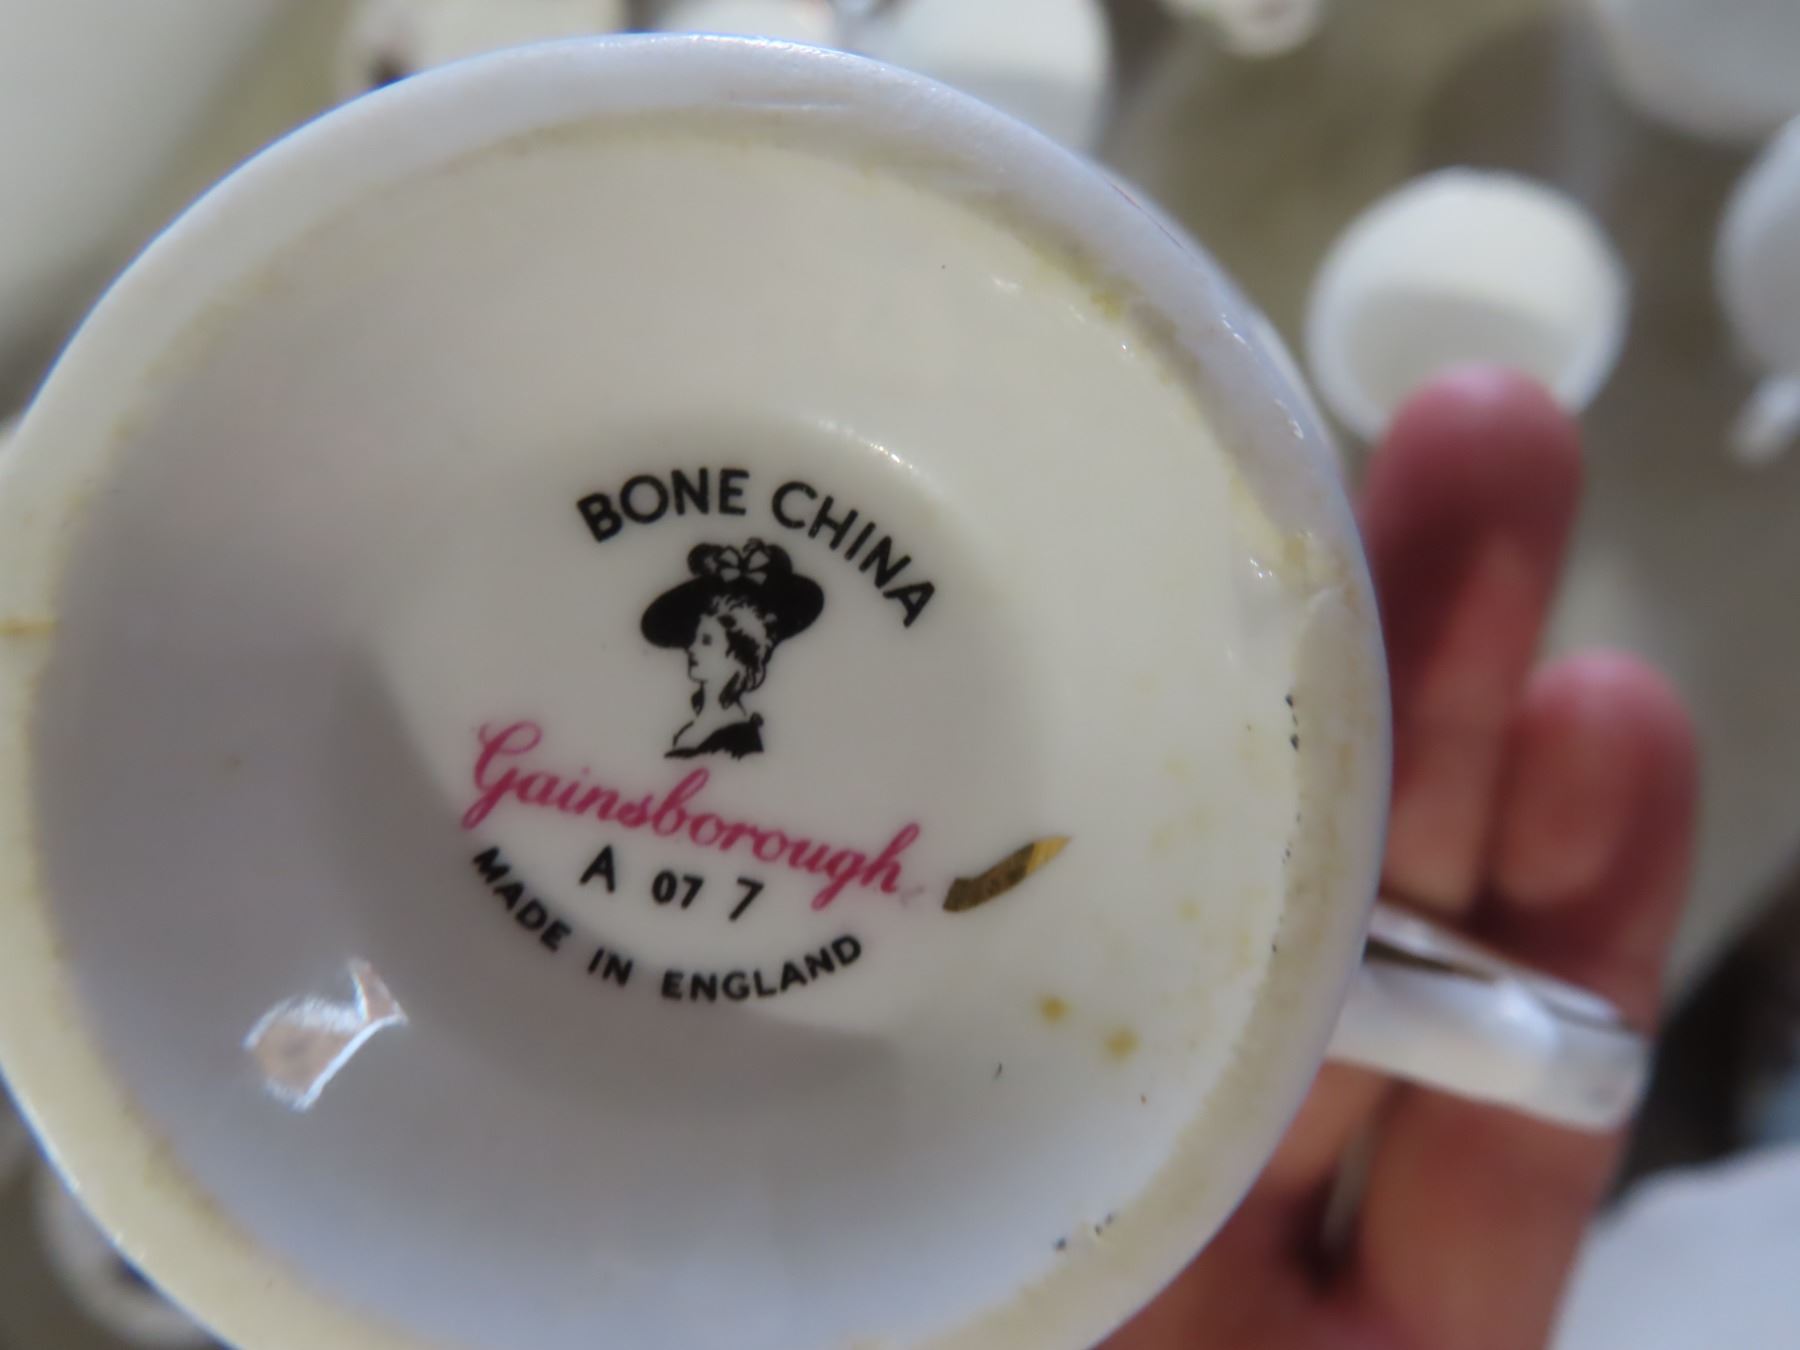 BONE CHINA
Gainsborough
A 07 7
MADE IN ENGLAND